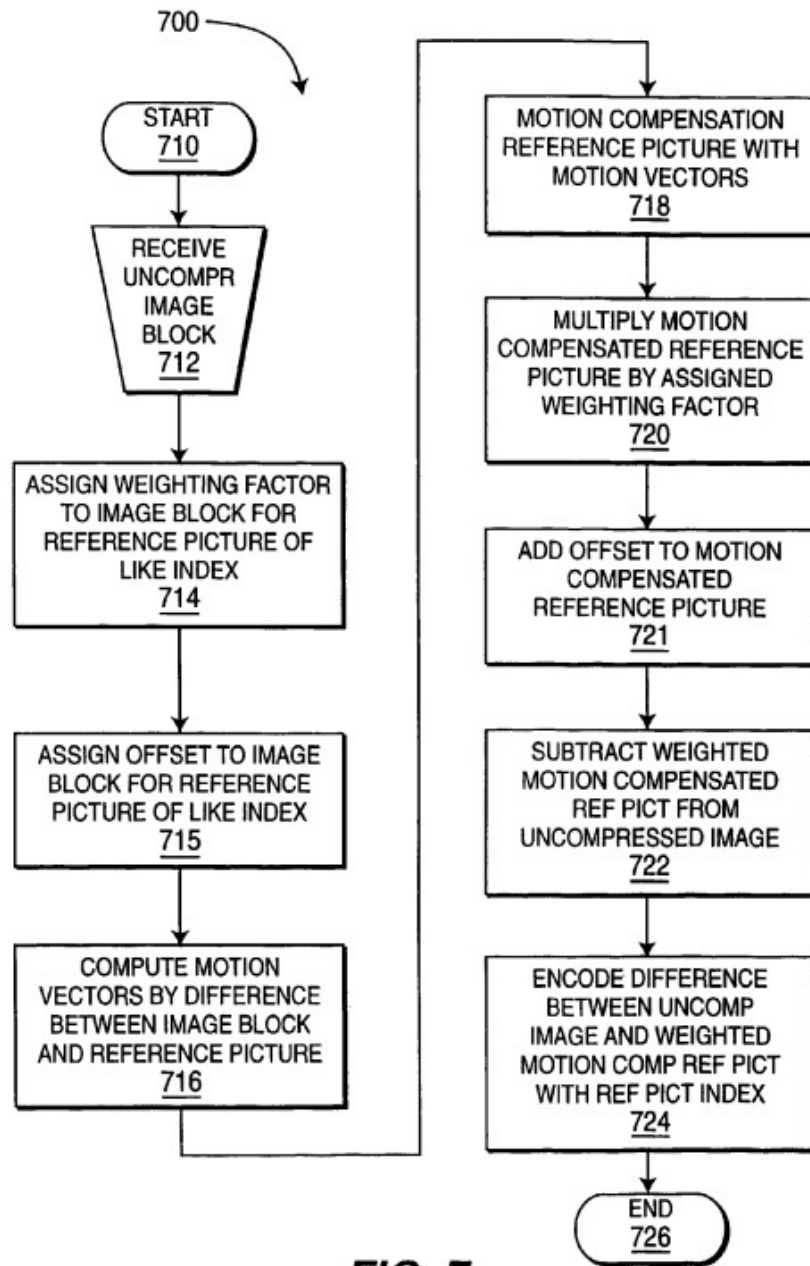 700
START
710
RECEIVE
UNCOMPR
IMAGE
BLOCK
712
ASSIGN WEIGHTING FACTOR
TO IMAGE BLOCK FOR
REFERENCE PICTURE OF
LIKE INDEX
714
ASSIGN OFFSET TO IMAGE
BLOCK FOR REFERENCE
PICTURE OF LIKE INDEX
715
COMPUTE MOTION
VECTORS BY DIFFERENCE
BETWEEN IMAGE BLOCK
AND REFERENCE PICTURE
716
MOTION COMPENSATION
REFERENCE PICTURE WITH
MOTION VECTORS
718
MULTIPLY MOTION
COMPENSATED REFERENCE
PICTURE BY ASSIGNED
WEIGHTING FACTOR
720
ADD OFFSET TO MOTION
COMPENSATED
REFERENCE PICTURE
721
SUBTRACT WEIGHTED
MOTION COMPENSATED
REF PICT FROM
UNCOMPRESSED IMAGE
722
ENCODE DIFFERENCE
BETWEEN UNCOMP
IMAGE AND WEIGHTED
MOTION COMP REF PICT
WITH REF PICT INDEX
724
END
726